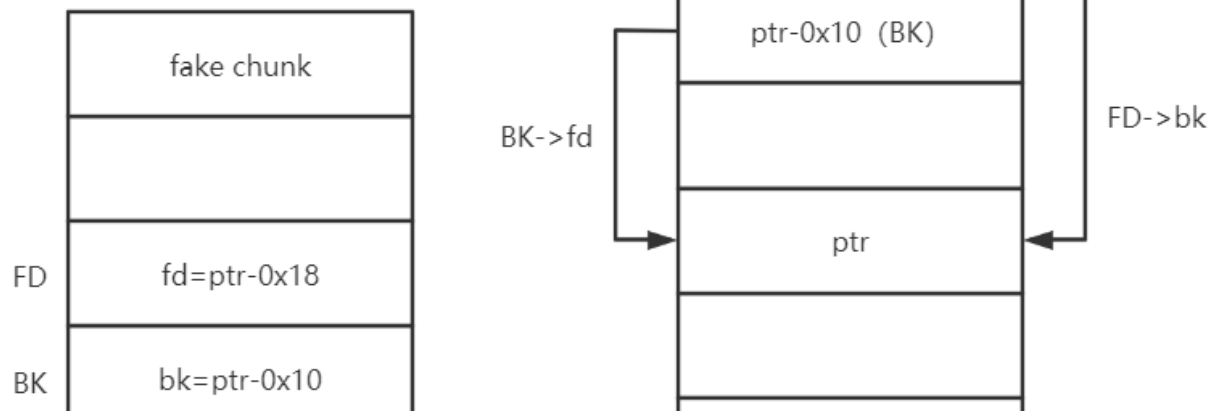 fake chunk
FD
fd=ptr-0x18
BK
bk=ptr-0x10
ptr-0x10 (BK)
BK->fd
FD->bk
ptr